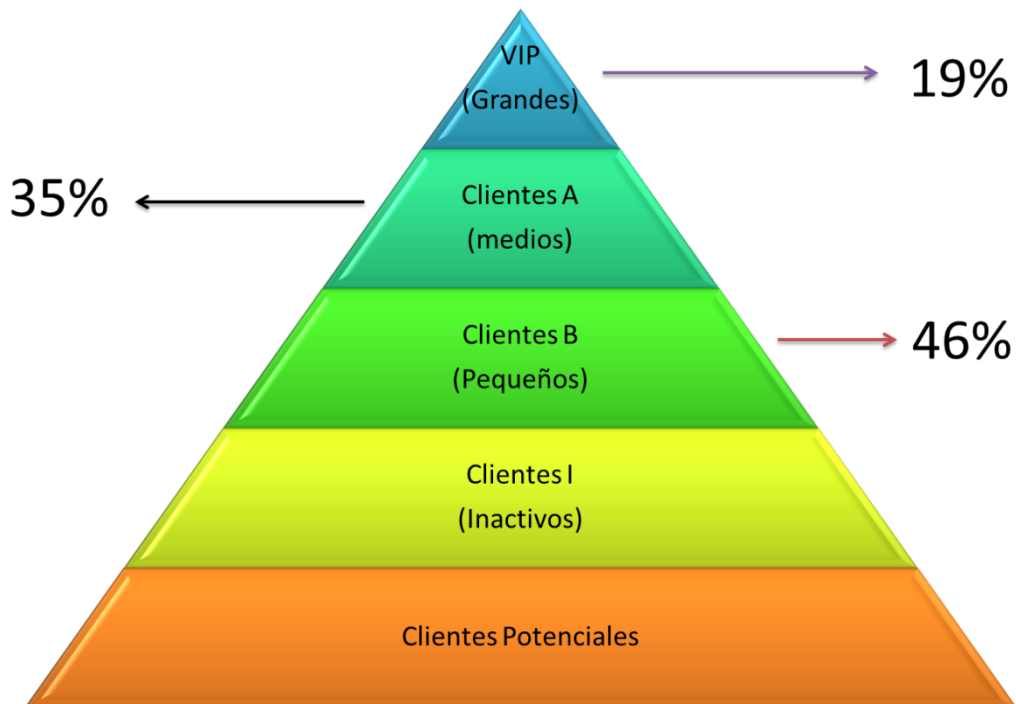 VIP
(Grandes)
19%
35%
Clientes A
(medios)
Clientes B
(Pequeños)
46%
Clientes I
(Inactivos)
Clientes Potenciales